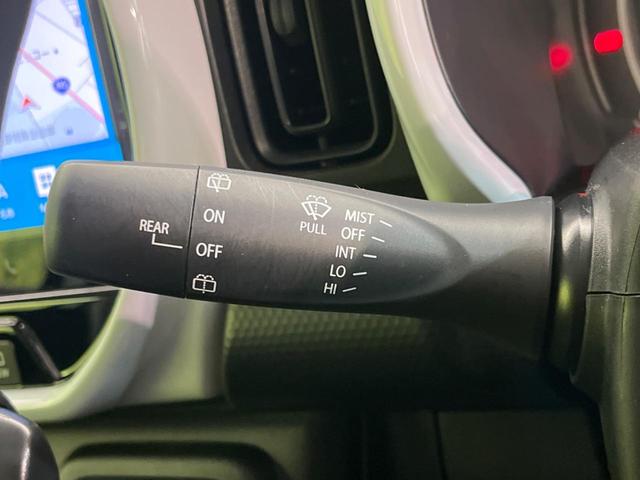 REAR
ON
OFF
PULL
MIST
OFF
INT
LO
HI